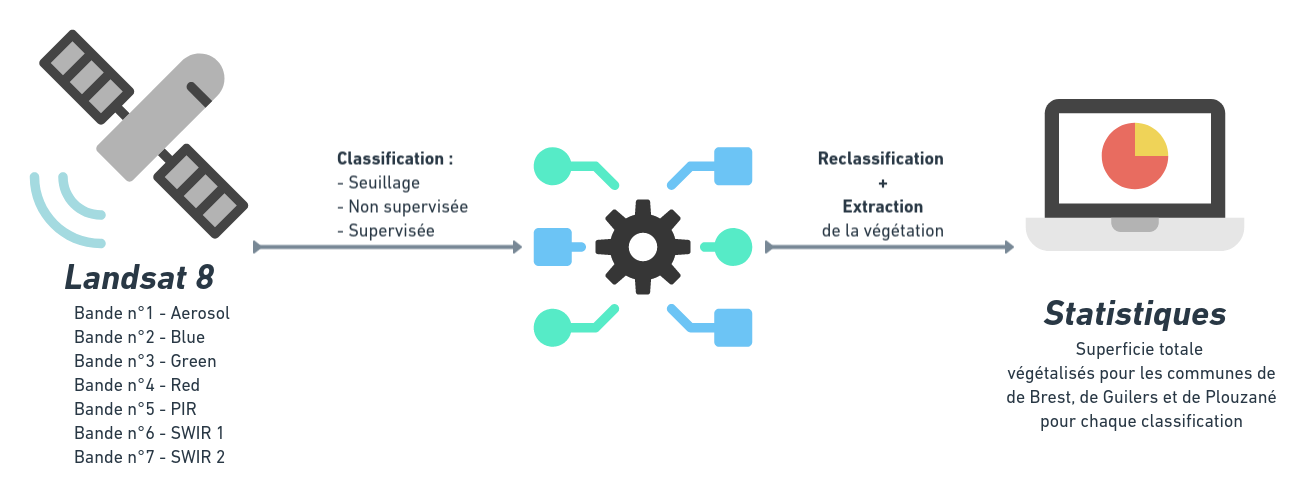 Landsat 8
Bande n°1 - Aerosol
Bande n°2 - Blue
Bande n°3 - Green
Bande n°4 - Red
Bande n°5 - PIR
Bande n°6 - SWIR 1
Bande n°7 - SWIR 2
Classification :
- Seuillage
- Non supervisée
- Supervisée
Reclassification
+
Extraction
de la végétation
Statistiques
Superficie totale
végétalisés pour les communes de
de Brest, de Guilers et de Plouzané
pour chaque classification